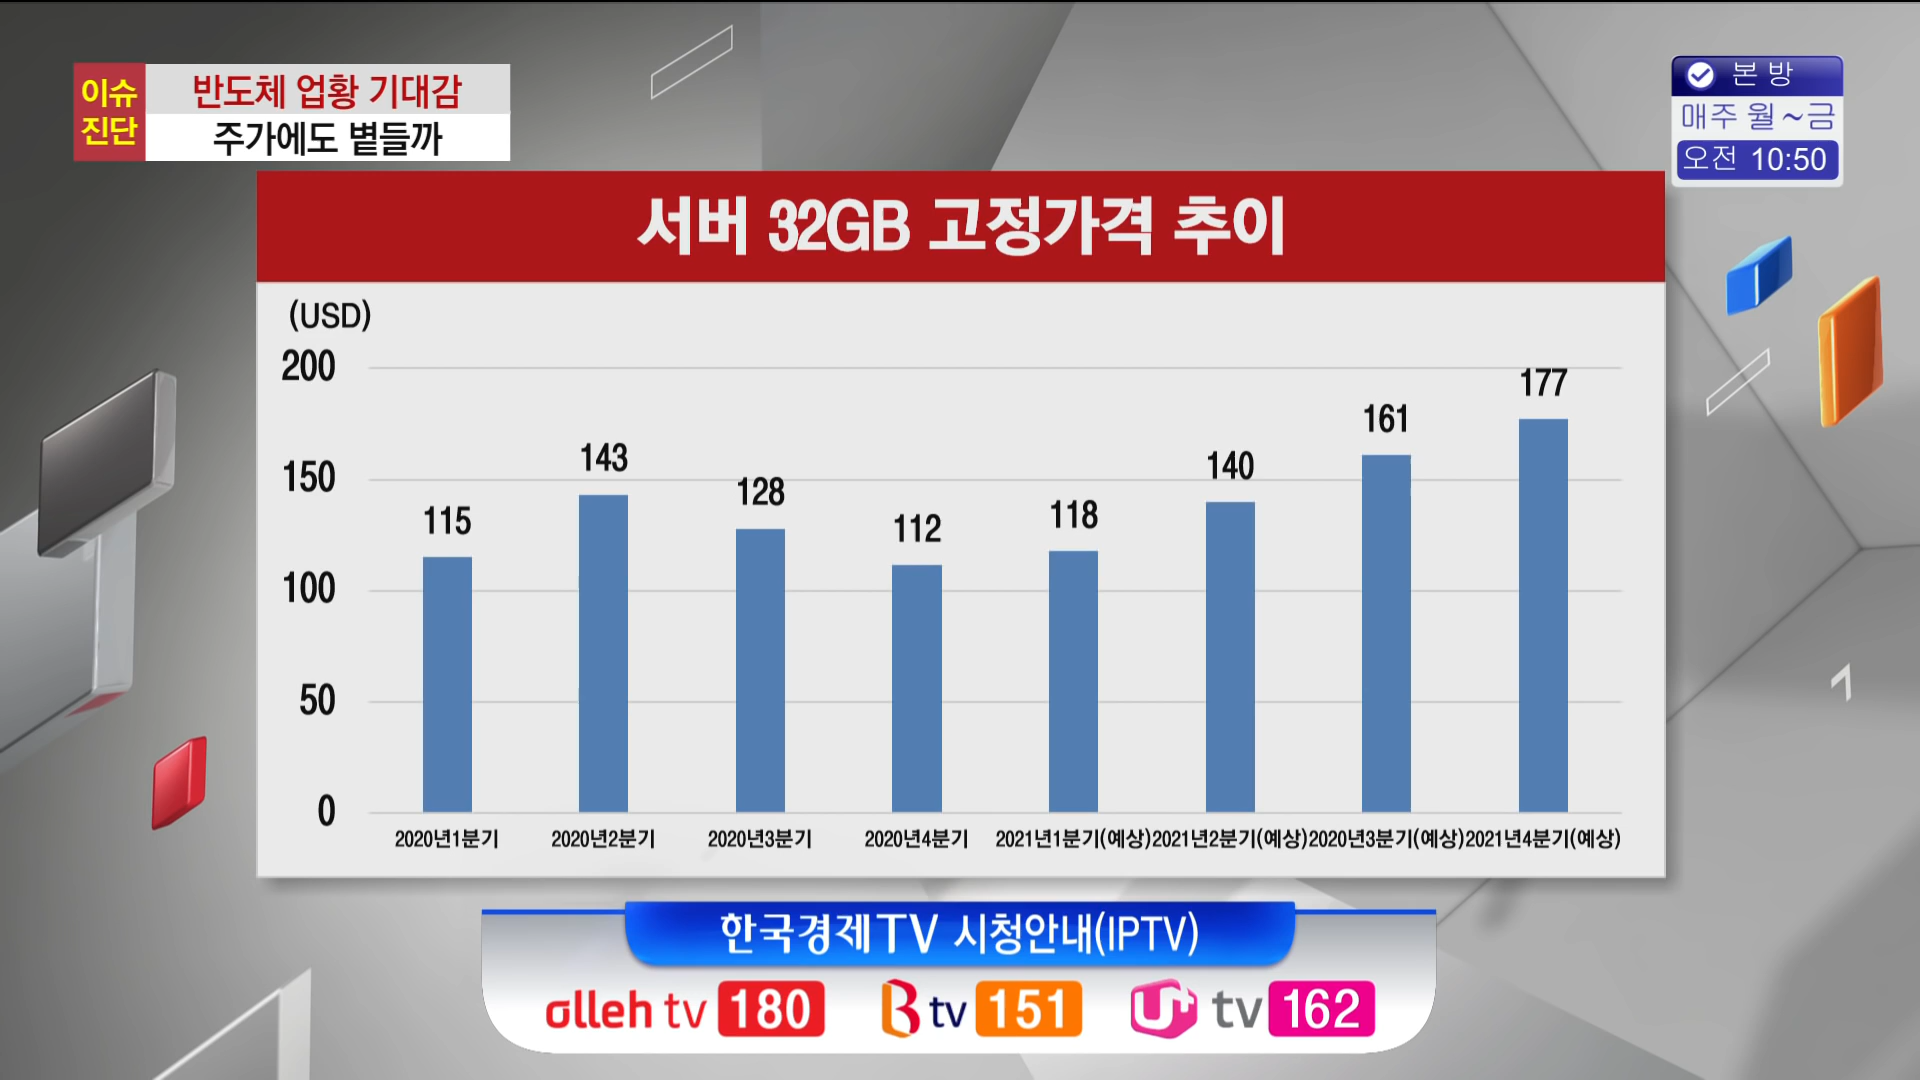 이슈
진단
반도체 업황 기대감
주가에도 볕들까
본 방
매주 월~금
오전 10:50
서버 32GB 고정가격 추이
(USD)
200
150
100
50
0
115
143
128
112
118
140
161
177
2020년1분기
2020년2분기
2020년3분기
2020년4분기
2021년1분기(예상)
2021년2분기(예상)
2020년3분기(예상)
2021년4분기(예상)
한국경제TV 시청안내(IPTV)
olleh tv 180
B tv 151
U+ tv 162